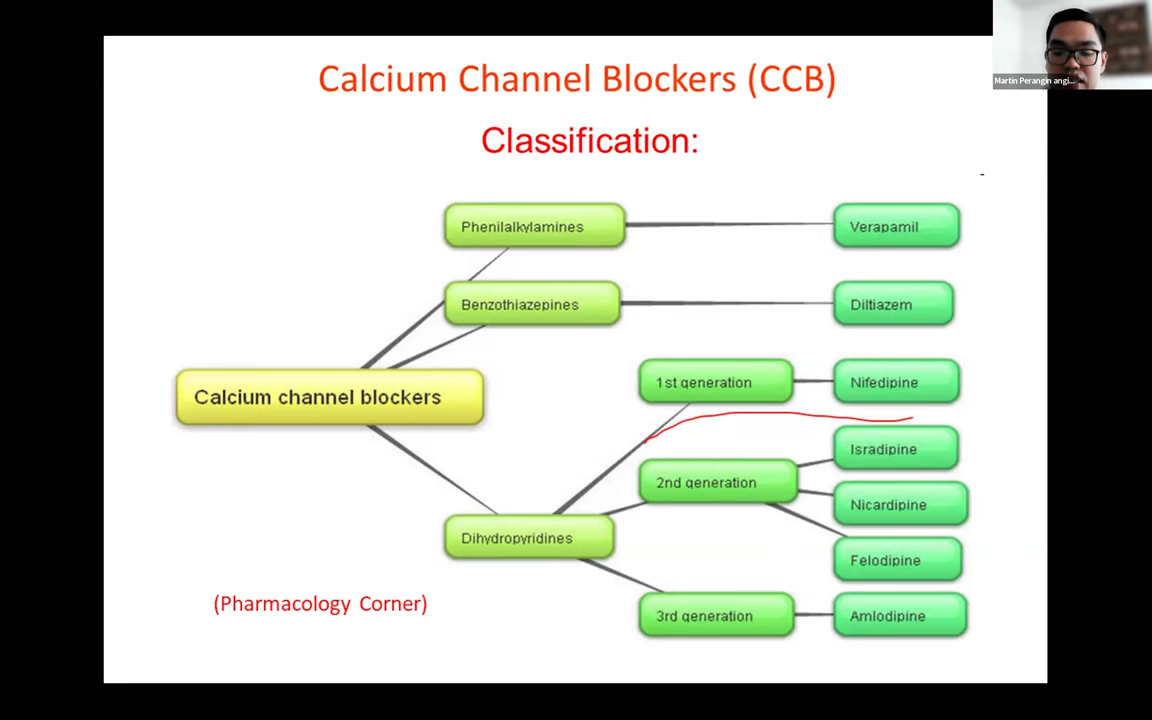 Martin Perangin angi...
Calcium Channel Blockers (CCB)
Classification:
Phenilalkylamines
Verapamil
Benzothiazepines
Diltiazem
1st generation
Nifedipine
Calcium channel blockers
Isradipine
2nd generation
Nicardipine
Dihydropyridines
Felodipine
(Pharmacology Corner)
3rd generation
Amlodipine